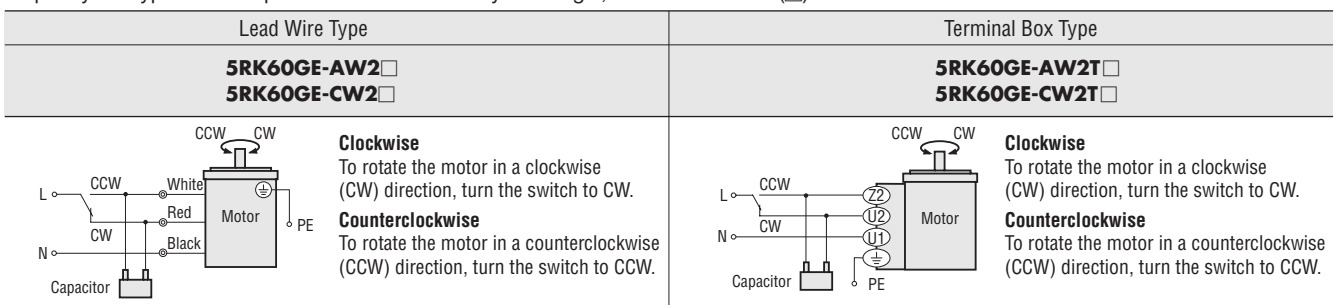 Lead Wire Type
Terminal Box Type
5RK60GE-AW2□
5RK60GE-CW2□
5RK60GE-AW2T□
5RK60GE-CW2T□
CCW CW
L
CCW
CW
N
White
Red
Black
Motor
PE
Capacitor
Clockwise
To rotate the motor in a clockwise
(CW) direction, turn the switch to CW.
Counterclockwise
To rotate the motor in a counterclockwise
(CCW) direction, turn the switch to CCW.
CCW CW
L
CCW
CW
N
Z2
U2
U1
Motor
PE
Capacitor
Clockwise
To rotate the motor in a clockwise
(CW) direction, turn the switch to CW.
Counterclockwise
To rotate the motor in a counterclockwise
(CCW) direction, turn the switch to CCW.